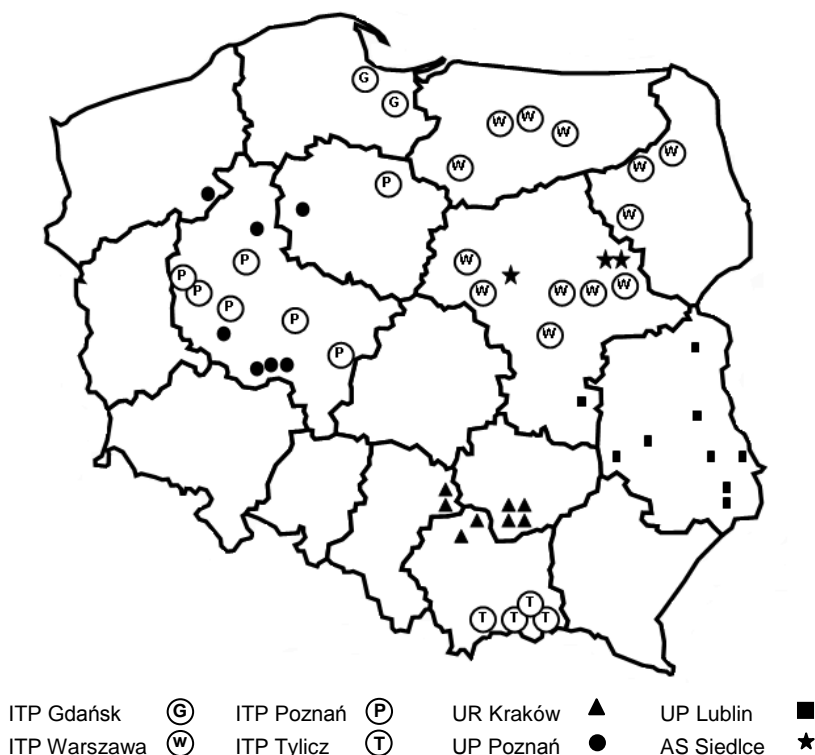 G
G
W W W
W W W
P
W
P W
P P W W W W
P P
W
P
T
T T T
ITP Gdańsk G ITP Poznań P UR Kraków UP Lublin
ITP Warszawa W ITP Tylicz T UP Poznań AS Siedlce